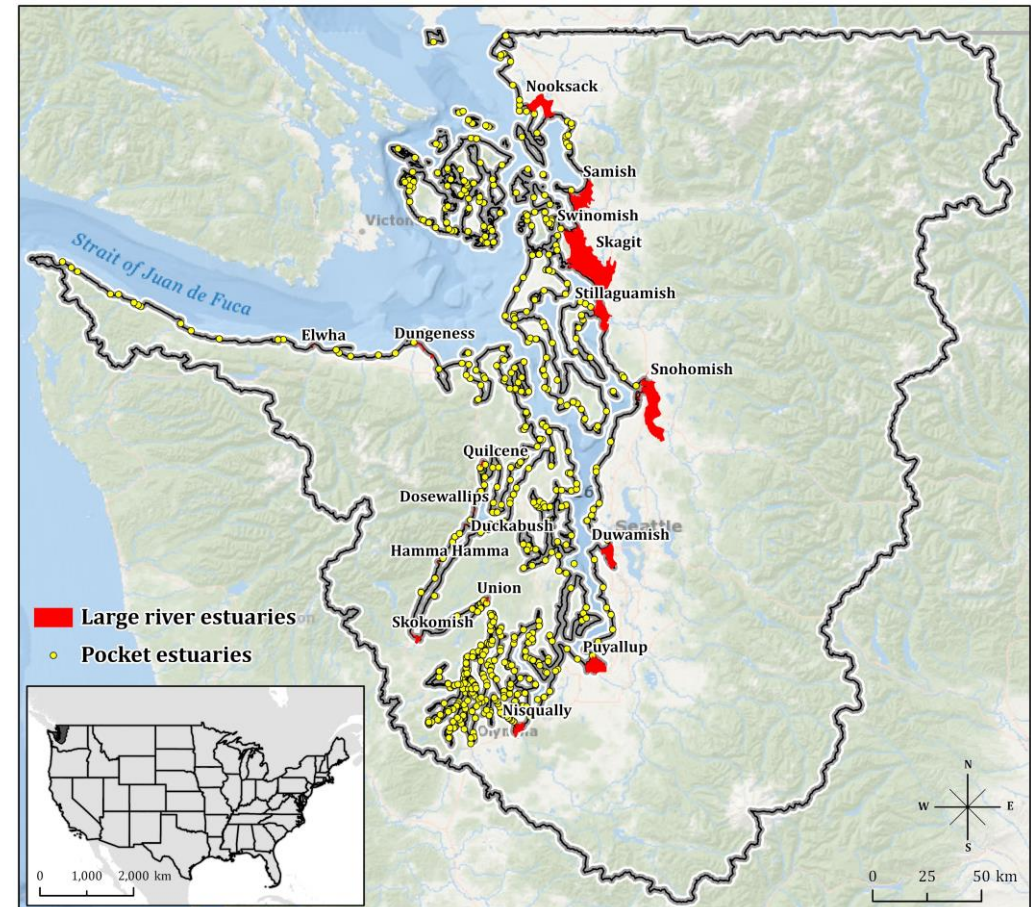 Nooksack
Samish
Swinomish
Skagit
Stillaguamish
Strait of Juan de Fuca
Elwha
Dungeness
Snohomish
Quilcene
Dosewallips
Duckabush
Seattle
Duwamish
Hamma Hamma
Union
Skokomish
Large river estuaries
Pocket estuaries
Puyallup
Nisqually
Olympia
N
W E
S
0 1,000 2,000 km
0 25 50 km